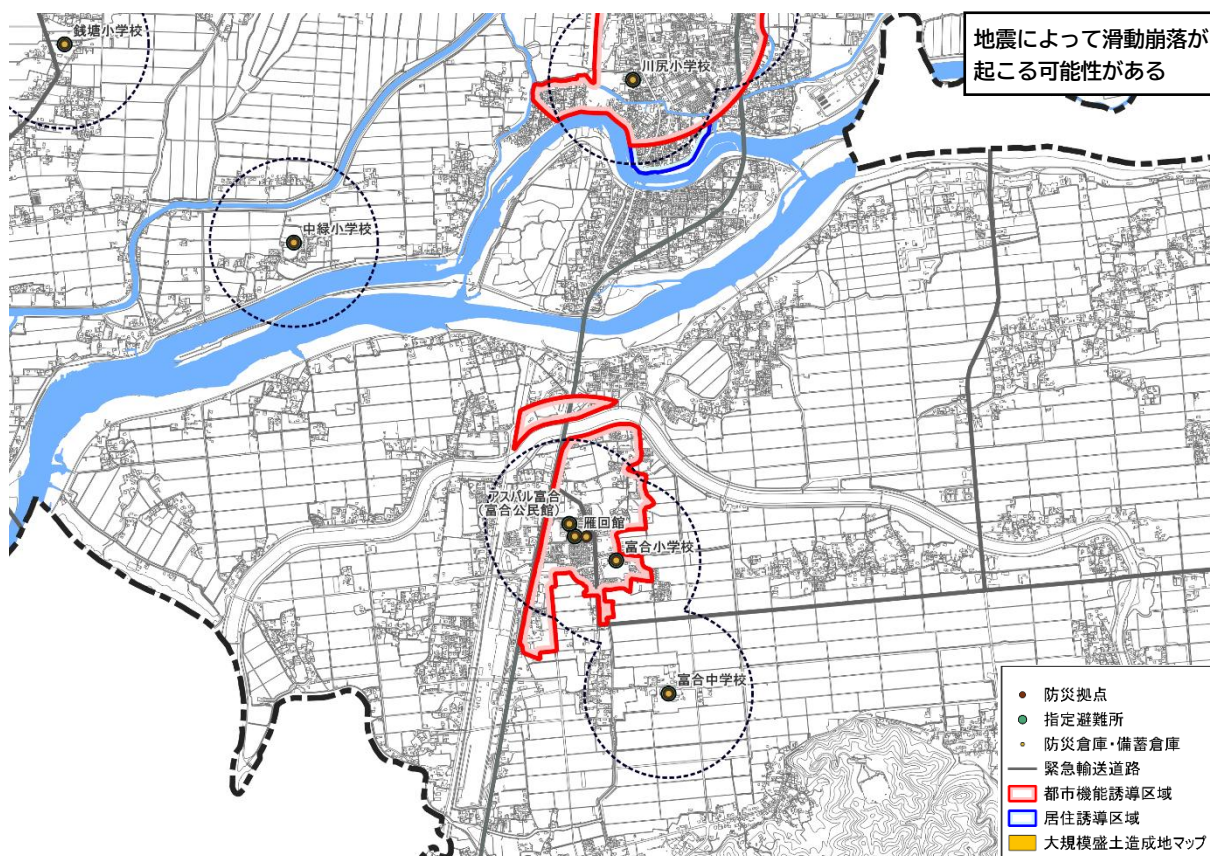 地震によって滑動崩落が
起こる可能性がある
銭塘小学校
川尻小学校
中緑小学校
アスパル富合
(富合公民館)
雁回館
富合小学校
富合中学校
防災拠点
指定避難所
防災倉庫・備蓄倉庫
緊急輸送道路
都市機能誘導区域
居住誘導区域
大規模盛土造成地マップ